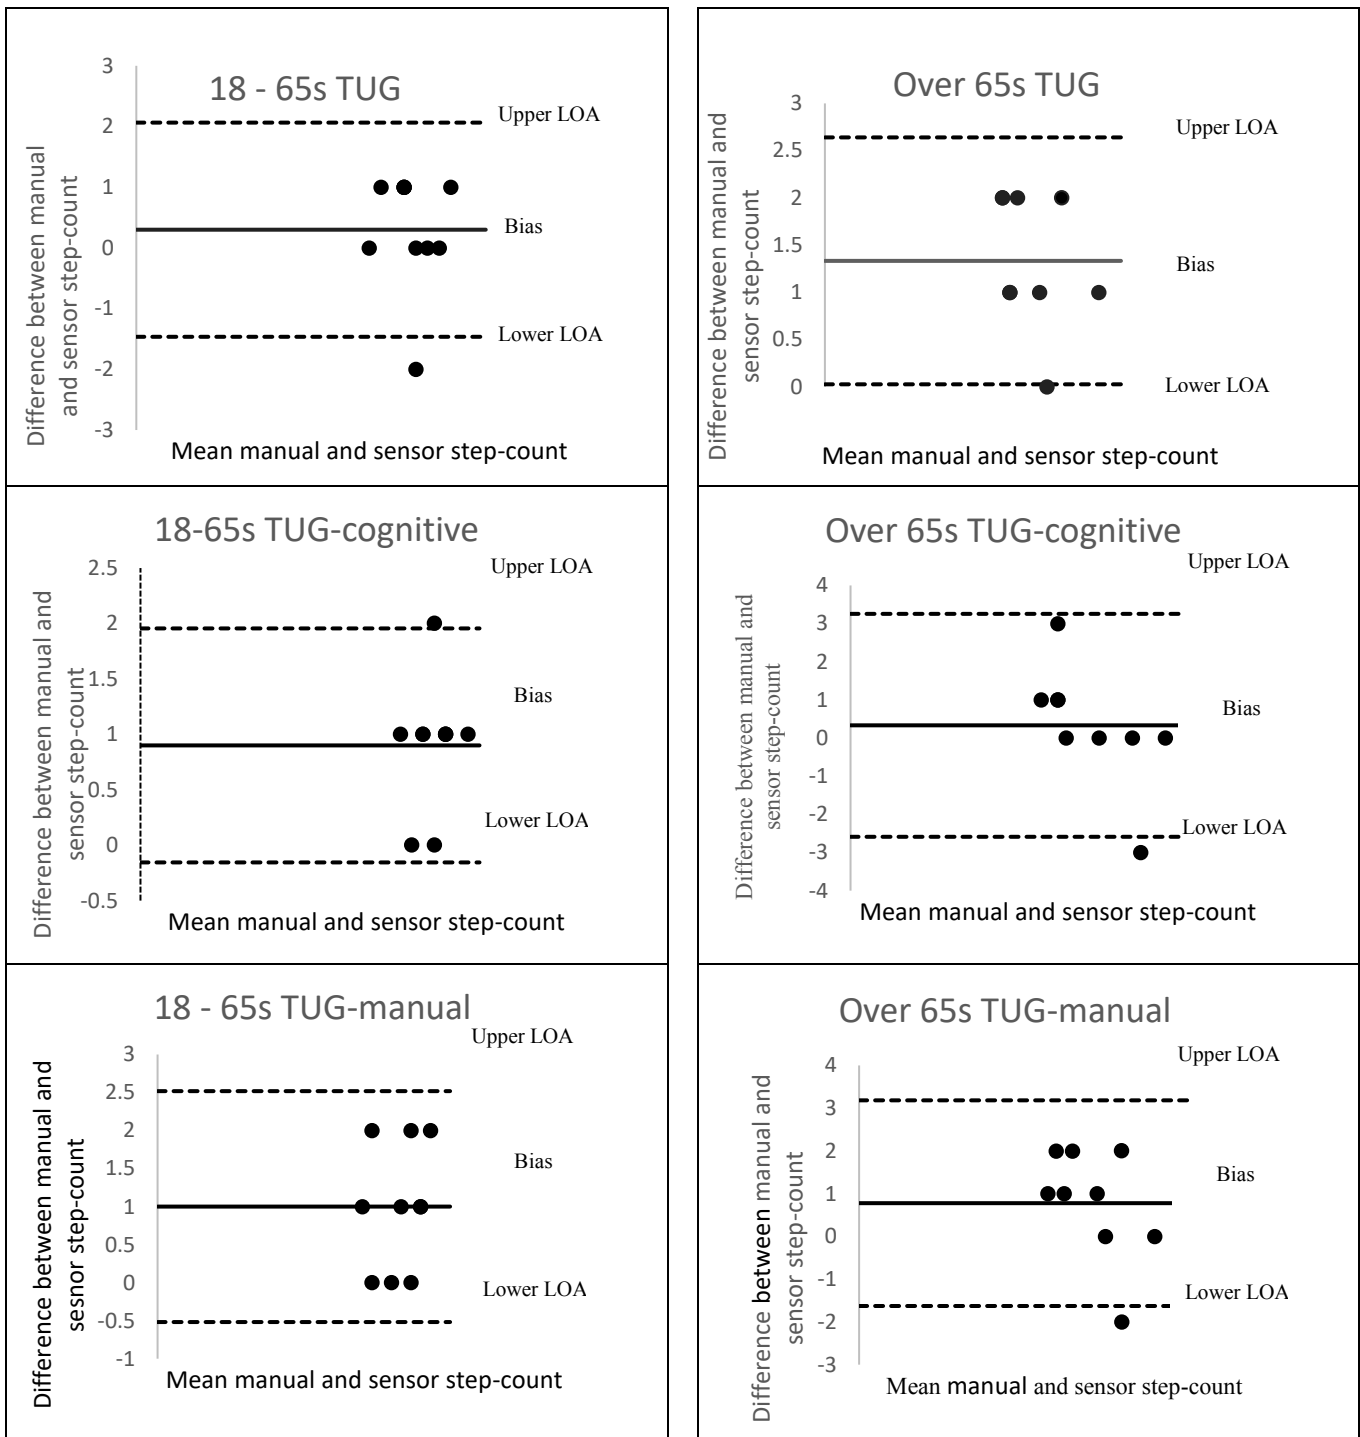 18 - 65s TUG
3
2
1
0
-1
-2
-3
Upper LOA
Bias
Lower LOA
Difference between manual
and sensor step-count
Mean manual and sensor step-count
Over 65s TUG
3
2.5
2
1.5
1
0.5
0
Upper LOA
Bias
Lower LOA
Difference between manual and
sensor step-count
Mean manual and sensor step-count
18-65s TUG-cognitive
2.5
2
1.5
1
0.5
0
-0.5
Upper LOA
Bias
Lower LOA
Difference between manual and
sensor step-count
Mean manual and sensor step-count
Over 65s TUG-cognitive
4
3
2
1
0
-1
-2
-3
-4
Upper LOA
Bias
Lower LOA
Difference between manual and
sensor step-count
Mean manual and sensor step-count
18 - 65s TUG-manual
3
2.5
2
1.5
1
0.5
0
-0.5
-1
Upper LOA
Bias
Lower LOA
Difference between manual and
sesnor step-count
Mean manual and sensor step-count
Over 65s TUG-manual
4
3
2
1
0
-1
-2
-3
Upper LOA
Bias
Lower LOA
Difference between manual and
sensor step-count
Mean manual and sensor step-count